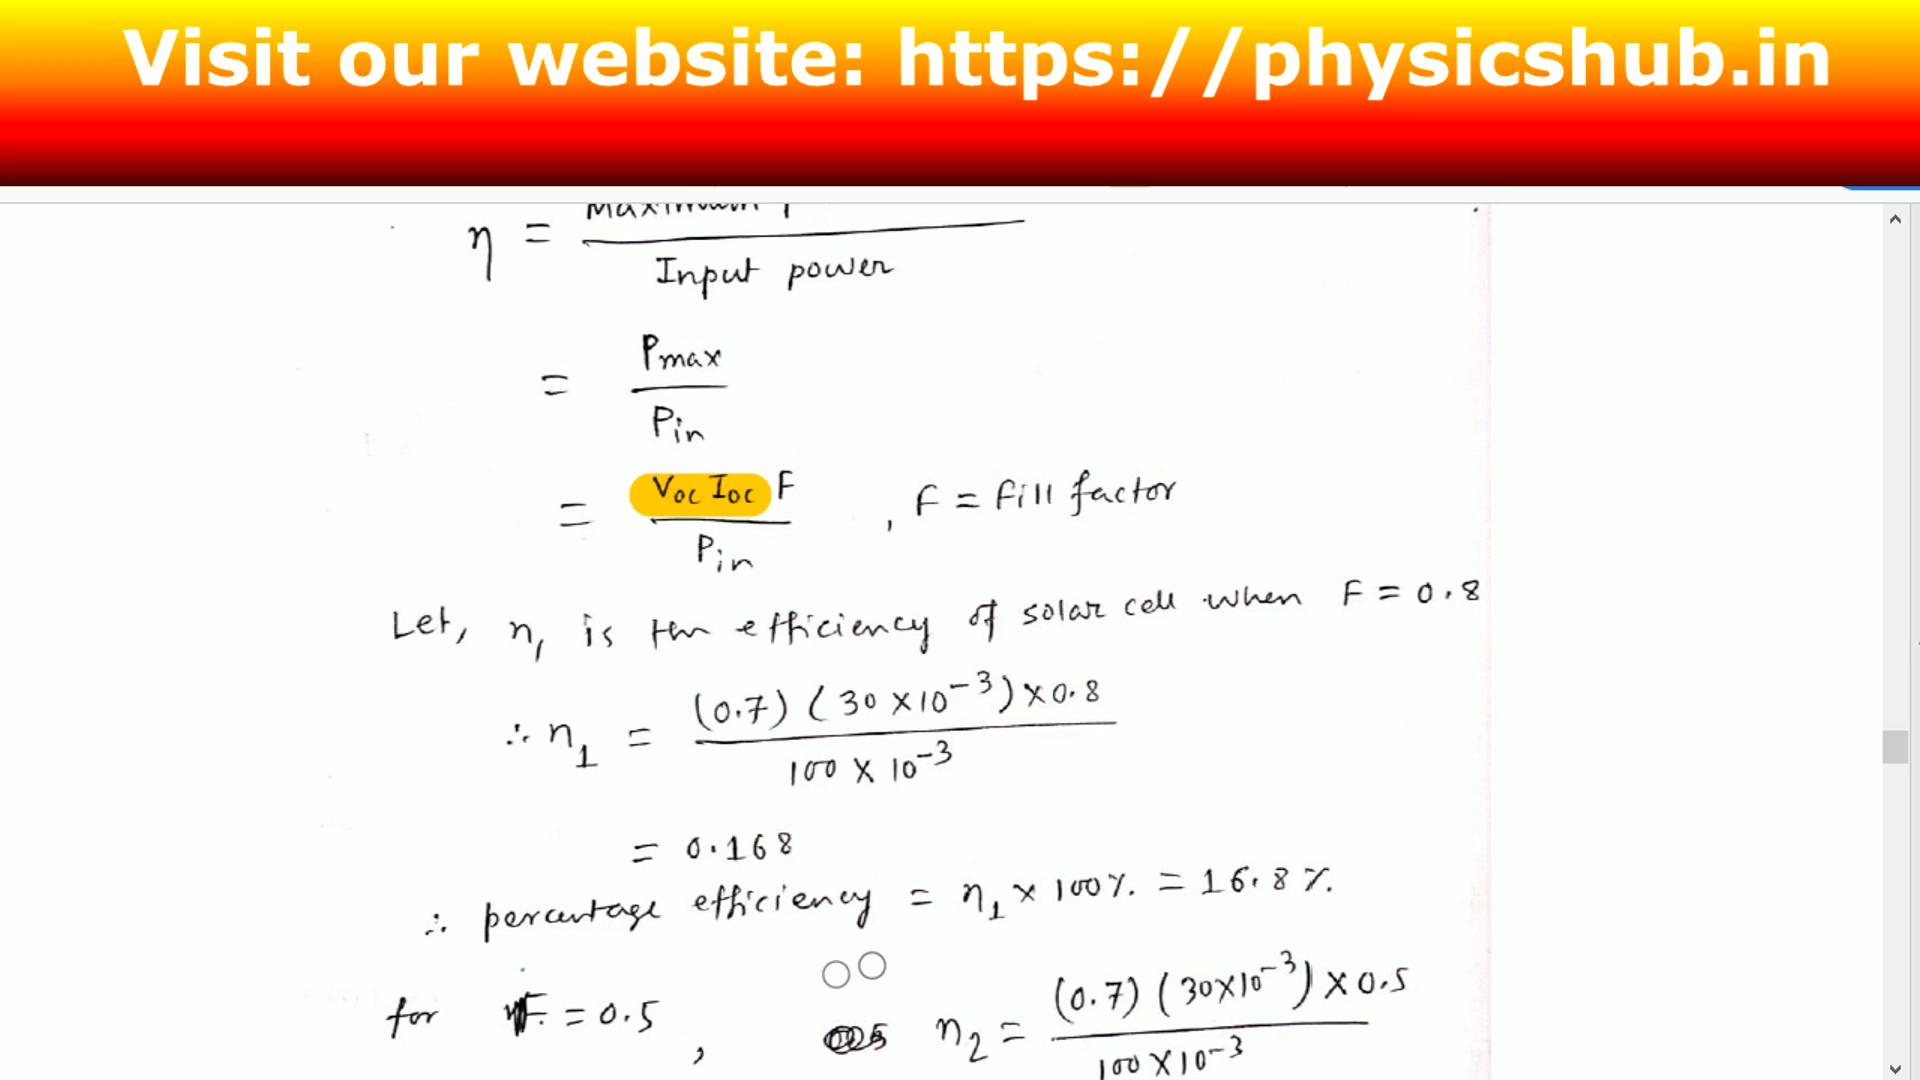 Visit our website: https://physicshub.in
η = Maximum
Input power
= Pmax
Pin
= Voc Ioc F , F = fill factor
Pin
Let, η1 is the efficiency of solar cell when F = 0.8
∴ η1 = (0.7) (30 × 10⁻³) × 0.8
100 × 10⁻³
= 0.168
∴ percentage efficiency = η1 × 100% = 16.8 %.
for F = 0.5 , η2 = (0.7) (30×10⁻³) × 0.5
100 × 10⁻³